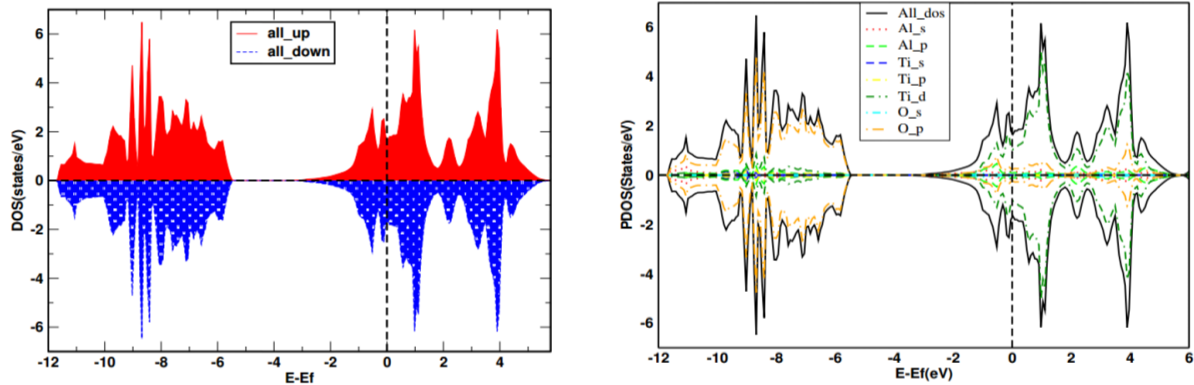 6
4
2
0
-2
-4
-6
DOS(states/eV)
all_up
all_down
-12
-10
-8
-6
-4
-2
0
2
4
E-Ef
6
4
2
0
-2
-4
-6
PDOS(States/eV)
All_dos
Al_s
Al_p
Ti_s
Ti_p
Ti_d
O_s
O_p
-12
-10
-8
-6
-4
-2
0
2
4
6
E-Ef(eV)